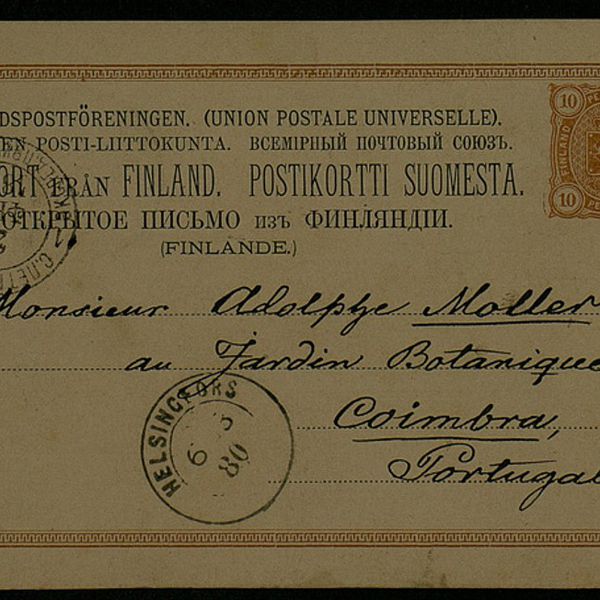 DSPOSTFÖRENINGEN. (UNION POSTALE UNIVERSELLE).
EN POSTI-LIITTOKUNTA. ВСЕМІРНЫЙ ПОЧТОВЫЙ СОЮЗЪ.
ORT FRÅN FINLAND. POSTIKORTTI SUOMESTA.
ОТКРЫТОЕ ПИСЬМО ИЗЪ ФИНЛЯНДІИ.
(FINLANDE.)
10
FINLAND
10
Monsieur Adolphe Moller
au Jardin Botanique
Coimbra,
Portugal
HELSINGFORS
6 5
80